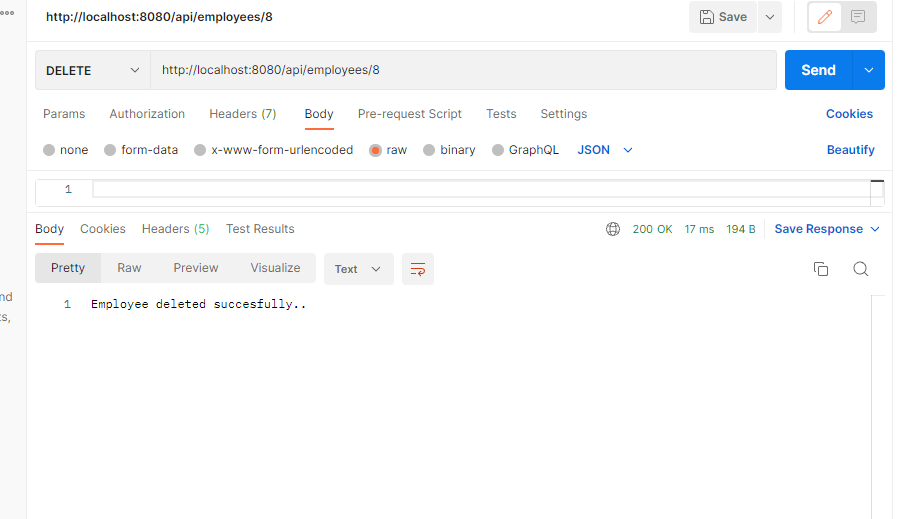 http://localhost:8080/api/employees/8 Save
DELETE http://localhost:8080/api/employees/8 Send
Params Authorization Headers (7) Body Pre-request Script Tests Settings Cookies
none form-data x-www-form-urlencoded raw binary GraphQL JSON Beautify
1
Body Cookies Headers (5) Test Results 200 OK 17 ms 194 B Save Response
Pretty Raw Preview Visualize Text
nd
1 Employee deleted succesfully..
ts,